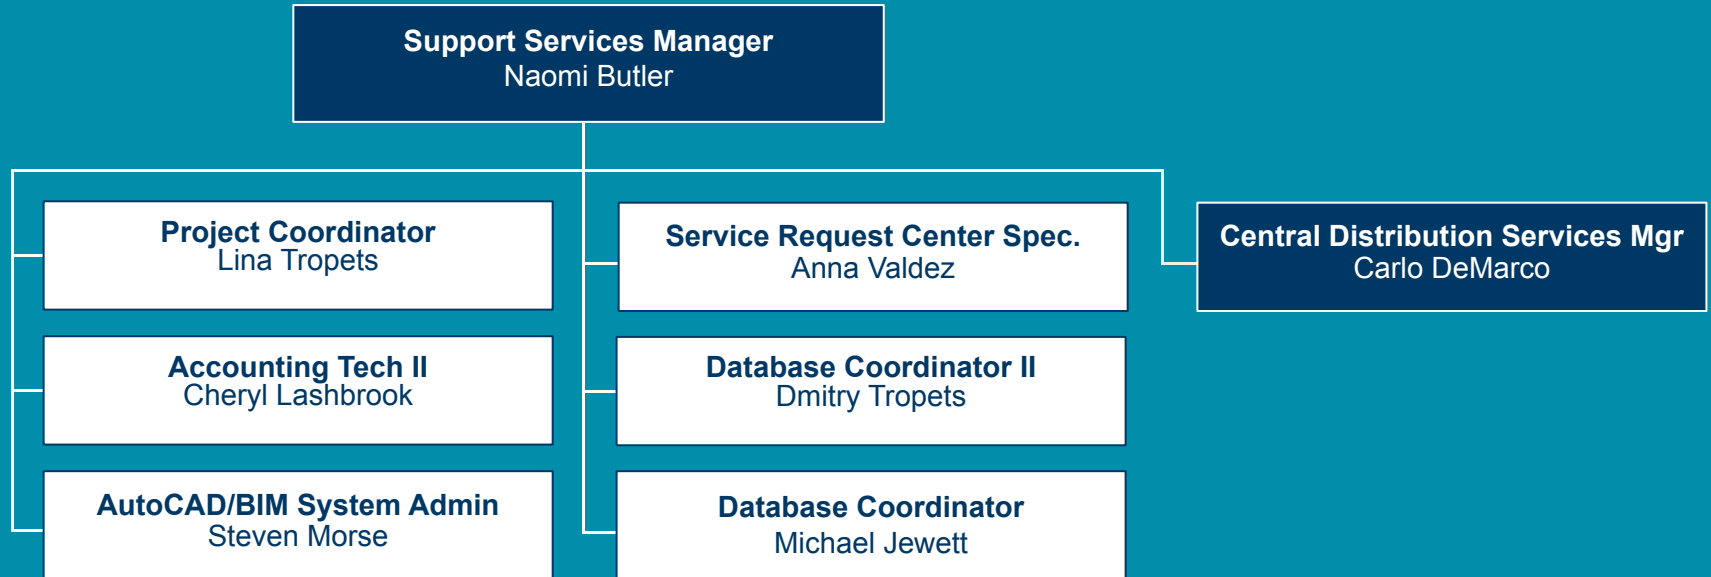 Support Services Manager
Naomi Butler
Project Coordinator
Lina Tropets
Service Request Center Spec.
Anna Valdez
Central Distribution Services Mgr
Carlo DeMarco
Accounting Tech II
Cheryl Lashbrook
Database Coordinator II
Dmitry Tropets
AutoCAD/BIM System Admin
Steven Morse
Database Coordinator
Michael Jewett